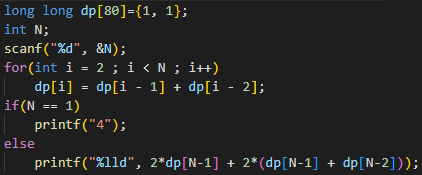 long long dp[80]={1, 1};
int N;
scanf("%d", &N);
for(int i = 2 ; i < N ; i++)
    dp[i] = dp[i - 1] + dp[i - 2];
if(N == 1)
    printf("4");
else
    printf("%lld", 2*dp[N-1] + 2*(dp[N-1] + dp[N-2]));